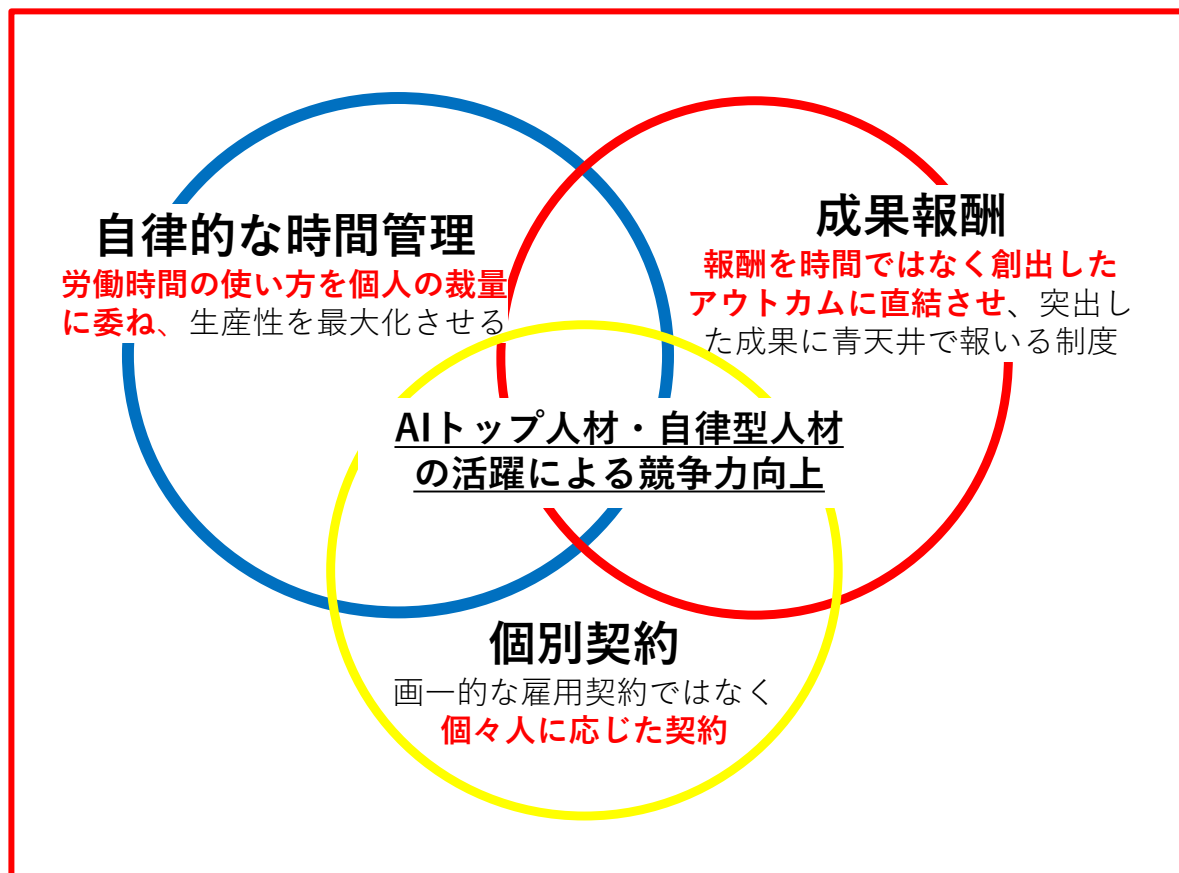 自律的な時間管理
労働時間の使い方を個人の裁量
に委ね、生産性を最大化させる
成果報酬
報酬を時間ではなく創出した
アウトカムに直結させ、突出し
た成果に青天井で報いる制度
AIトップ人材・自律型人材
の活躍による競争力向上
個別契約
画一的な雇用契約ではなく
個々人に応じた契約